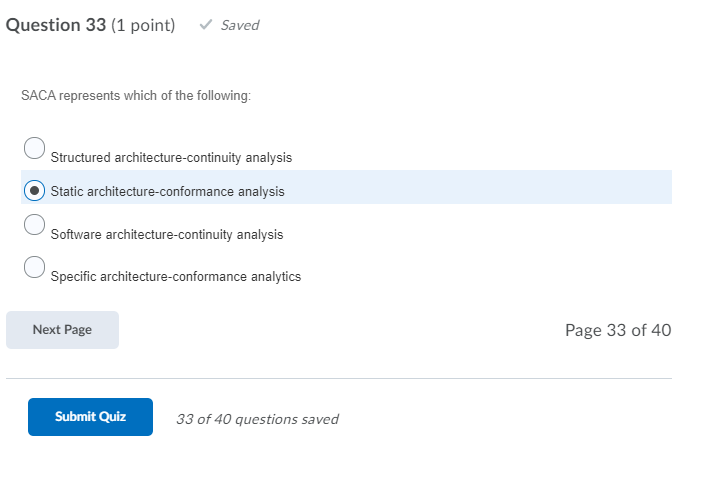 Question 33 (1 point) ✓ Saved
SACA represents which of the following:
Structured architecture-continuity analysis
Static architecture-conformance analysis
Software architecture-continuity analysis
Specific architecture-conformance analytics
Next Page
Page 33 of 40
Submit Quiz
33 of 40 questions saved